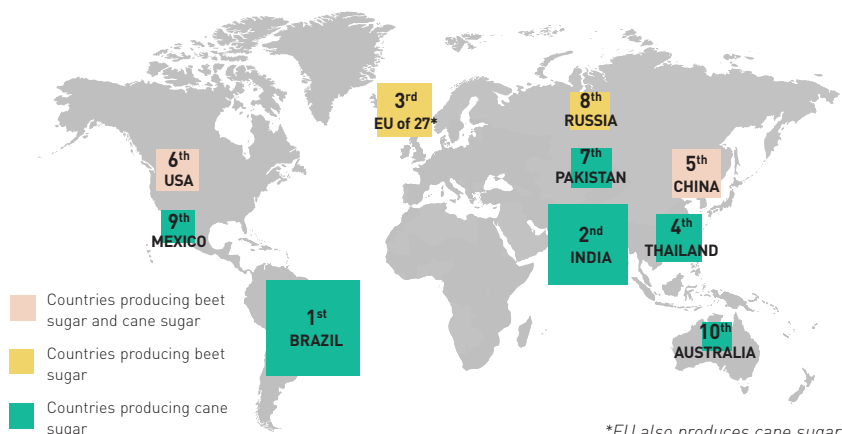 3rd
EU of 27*
8th
RUSSIA
6th
USA
7th
PAKISTAN
5th
CHINA
9th
MEXICO
2nd
INDIA
4th
THAILAND
1st
BRAZIL
10th
AUSTRALIA
Countries producing beet
sugar and cane sugar
Countries producing beet
sugar
Countries producing cane
sugar
*EU also produces cane sugar